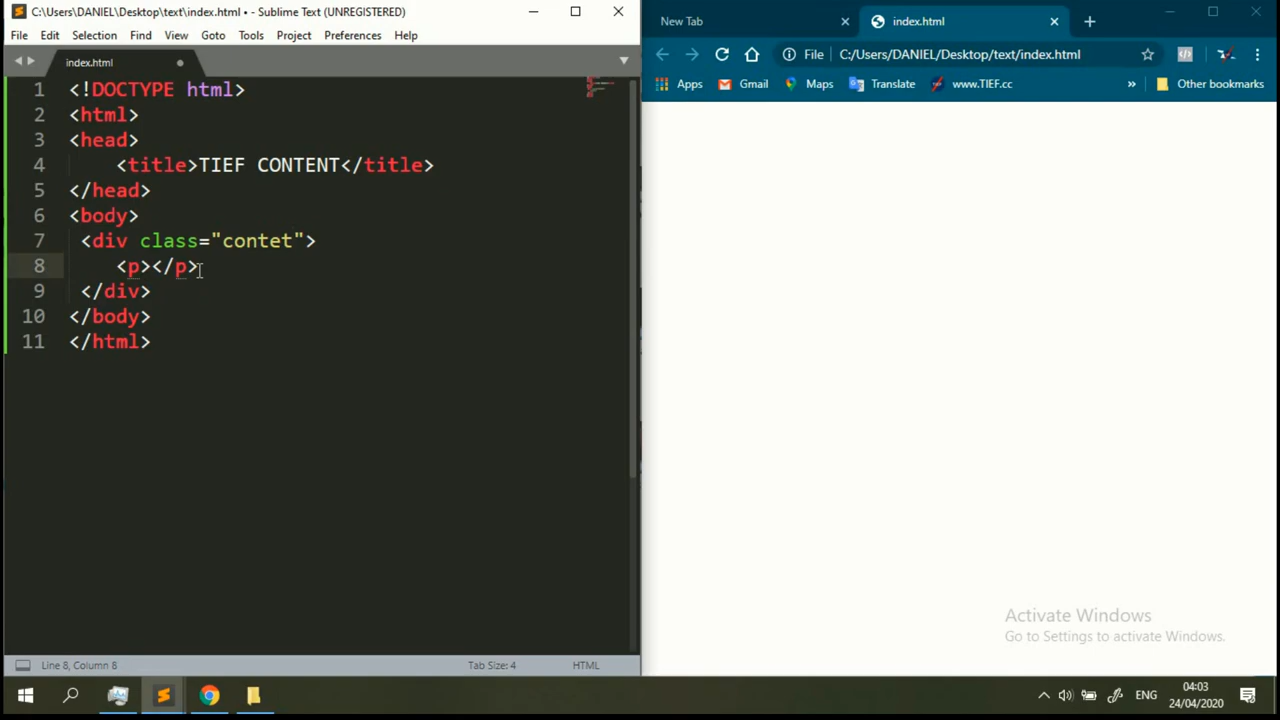 C:\Users\DANIEL\Desktop\text\index.html • - Sublime Text (UNREGISTERED)
File Edit Selection Find View Goto Tools Project Preferences Help
index.html
1 <!DOCTYPE html>
2 <html>
3 <head>
4 <title>TIEF CONTENT</title>
5 </head>
6 <body>
7 <div class="contet">
8 <p></p>
9 </div>
10 </body>
11 </html>
Line 8, Column 8 Tab Size: 4 HTML
New Tab index.html
File C:/Users/DANIEL/Desktop/text/index.html
Apps Gmail Translate Maps www.TIEF.cc » Other bookmarks
Activate Windows
Go to Settings to activate Windows.
ENG
04:03
24/04/2020